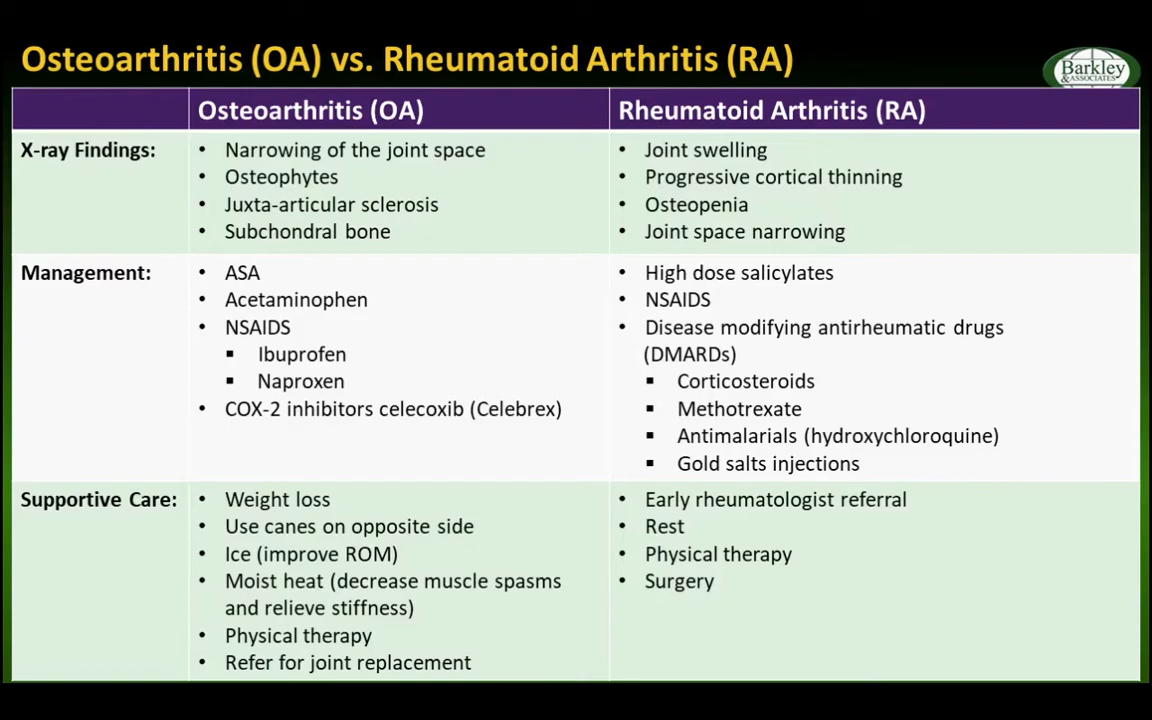 Osteoarthritis (OA) vs. Rheumatoid Arthritis (RA)
Barkley
& ASSOCIATES
Osteoarthritis (OA)
Rheumatoid Arthritis (RA)
X-ray Findings:
• Narrowing of the joint space
• Osteophytes
• Juxta-articular sclerosis
• Subchondral bone
• Joint swelling
• Progressive cortical thinning
• Osteopenia
• Joint space narrowing
Management:
• ASA
• Acetaminophen
• NSAIDS
▪ Ibuprofen
▪ Naproxen
• COX-2 inhibitors celecoxib (Celebrex)
• High dose salicylates
• NSAIDS
• Disease modifying antirheumatic drugs
(DMARDs)
▪ Corticosteroids
▪ Methotrexate
▪ Antimalarials (hydroxychloroquine)
▪ Gold salts injections
Supportive Care:
• Weight loss
• Use canes on opposite side
• Ice (improve ROM)
• Moist heat (decrease muscle spasms
and relieve stiffness)
• Physical therapy
• Refer for joint replacement
• Early rheumatologist referral
• Rest
• Physical therapy
• Surgery